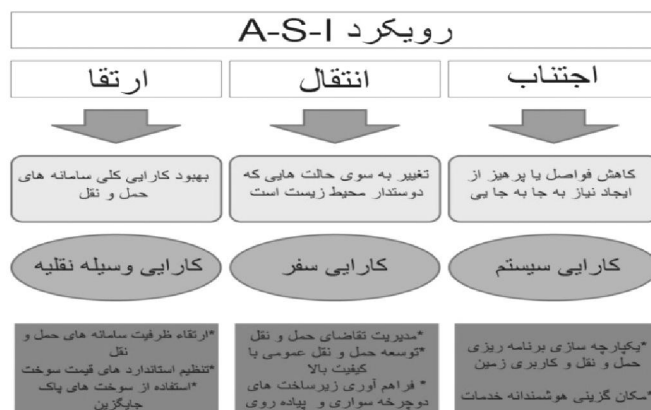 رویکرد A-S-I
اجتناب
انتقال
ارتقا
کاهش فواصل یا پرهیز از
ایجاد نیاز به جا به جا یی
تغییر به سوی حالت هایی که
دوستدار محیط زیست است
بهبود کارایی کلی سامانه های
حمل و نقل
کارایی سیستم
کارایی سفر
کارایی وسیله نقلیه
*یکپارچه سازی برنامه ریزی
حمل و نقل و کاربری زمین
*مکان گزینی هوشمندانه خدمات
*مدیریت تقاضای حمل و نقل
*توسعه حمل و نقل عمومی با
کیفیت بالا
* فراهم آوری زیرساخت های
دوچرخه سواری و پیاده روی
*ارتقاء ظرفیت سامانه های حمل و
نقل
*تنظیم استاندارد های قیمت سوخت
*استفاده از سوخت های پاک
جایگزین